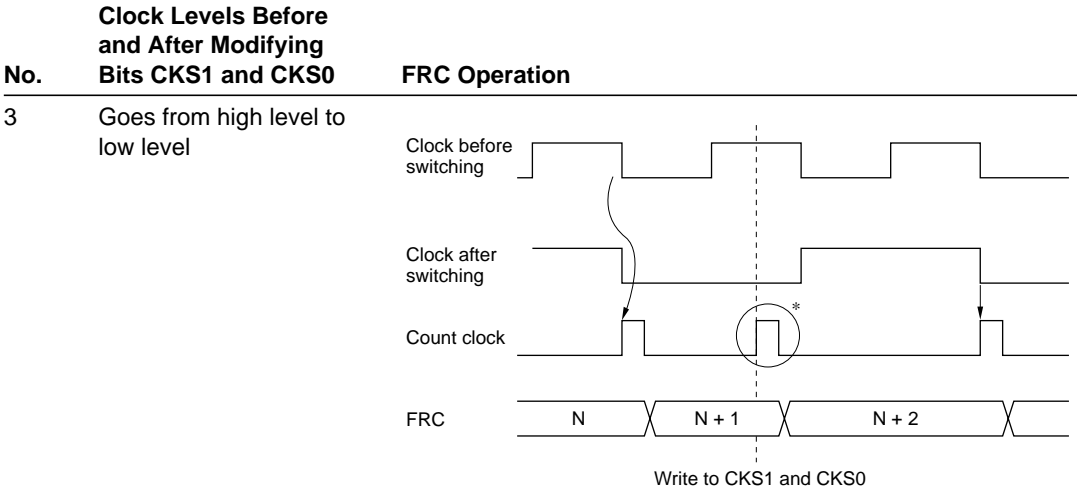 Clock Levels Before
and After Modifying
No. Bits CKS1 and CKS0 FRC Operation
3 Goes from high level to
low level
Clock before
switching
Clock after
switching
*
Count clock
FRC N N + 1 N + 2
Write to CKS1 and CKS0